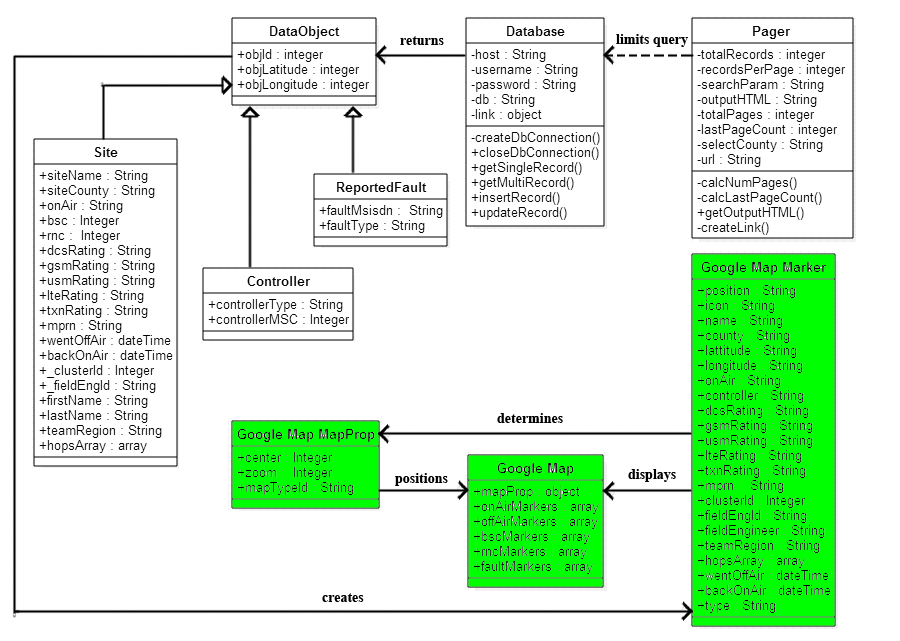 DataObject
+objId : integer
+objLatitude : integer
+objLongitude : integer
returns
Database
-host : String
-username : String
-password : String
-db : String
-link : object
-createDbConnection()
+closeDbConnection()
+getSingleRecord()
+getMultiRecord()
+insertRecord()
+updateRecord()
limits query
Pager
-totalRecords : integer
-recordsPerPage : integer
-searchParam : String
-outputHTML : String
-totalPages : integer
-lastPageCount : integer
-selectCounty : String
-url : String
-calcNumPages()
-calcLastPageCount()
+getOutputHTML()
-createLink()
Site
+siteName : String
+siteCounty : String
+onAir : String
+bsc : Integer
+rnc : Integer
+dcsRating : String
+gsmRating : String
+usmRating : String
+lteRating : String
+txnRating : String
+mprn : String
+wentOffAir : dateTime
+backOnAir : dateTime
+_clusterId : Integer
+_fieldEngId : String
+firstName : String
+lastName : String
+teamRegion : String
+hopsArray : array
ReportedFault
+faultMsisdn : String
+faultType : String
Controller
+controllerType : String
+controllerMSC : Integer
Google Map Marker
+position String
+icon String
+name String
+county String
+lattitude String
+longitude String
+onAir String
+controller String
+dcsRating String
+gsmRating String
+usmRating String
+lteRating String
+txnRating String
+mprn String
+clusterId Integer
+fieldEngId String
+fieldEngineer String
+teamRegion String
+hopsArray array
+wentOffAir dateTime
+backOnAir dateTime
+type String
determines
Google Map MapProp
+center Integer
+zoom Integer
+mapTypeId String
positions
Google Map
+mapProp object
+onAirMarkers array
+offAirMarkers array
+bscMarkers array
+rncMarkers array
+faultMarkers array
displays
creates